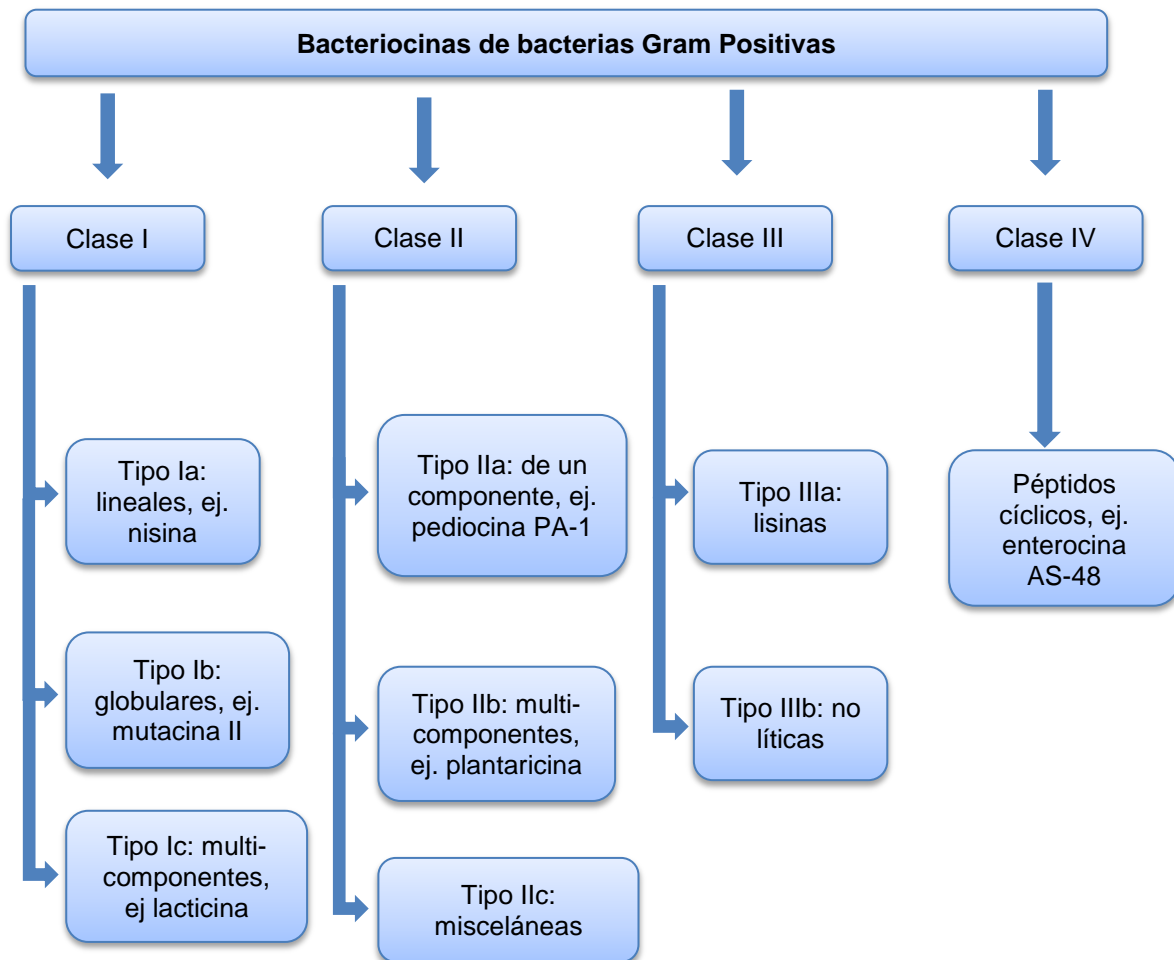 Bacteriocinas de bacterias Gram Positivas
Clase I
Clase II
Clase III
Clase IV
Tipo Ia:
lineales, ej.
nisina
Tipo Ib:
globulares, ej.
mutacina II
Tipo Ic: multi-
componentes,
ej lacticina
Tipo IIa: de un
componente, ej.
pediocina PA-1
Tipo IIb: multi-
componentes,
ej. plantaricina
Tipo IIc:
misceláneas
Tipo IIIa:
lisinas
Tipo IIIb: no
líticas
Péptidos
cíclicos, ej.
enterocina
AS-48